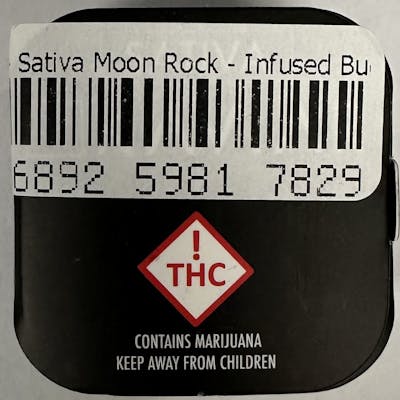 Sativa Moon Rock - Infused Bu
6892 5981 7829
!
THC
CONTAINS MARIJUANA
KEEP AWAY FROM CHILDREN